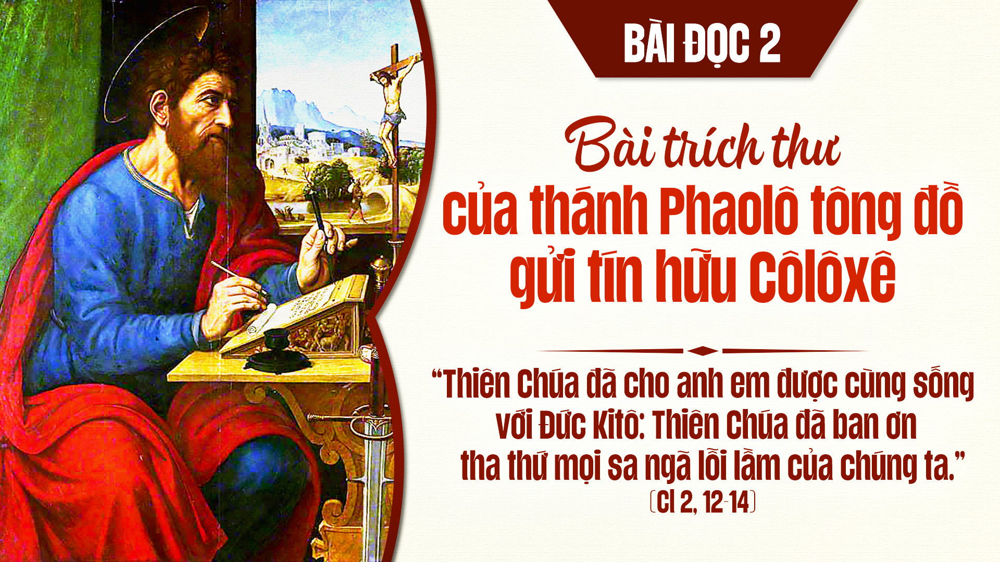 BÀI ĐỌC 2
Bài trích thư
của thánh Phaolô tông đồ
gửi tín hữu Côlôxê
“Thiên Chúa đã cho anh em được cùng sống
với Đức Kitô: Thiên Chúa đã ban ơn
tha thứ mọi sa ngã lỗi lầm của chúng ta.”
(Cl 2, 12-14)